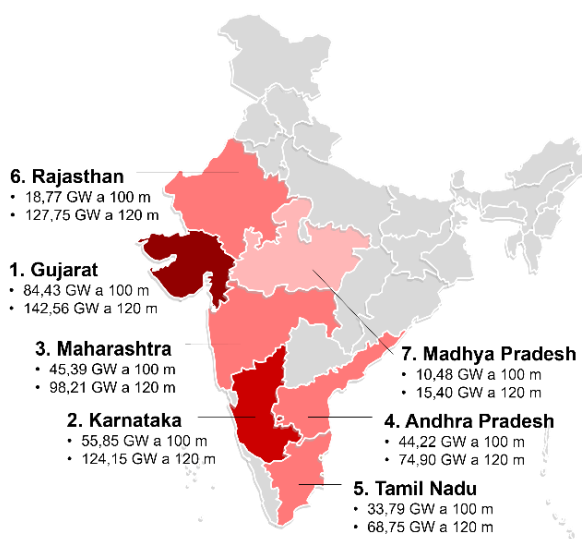 6. Rajasthan
• 18,77 GW a 100 m
• 127,75 GW a 120 m
1. Gujarat
• 84,43 GW a 100 m
• 142,56 GW a 120 m
3. Maharashtra
• 45,39 GW a 100 m
• 98,21 GW a 120 m
2. Karnataka
• 55,85 GW a 100 m
• 124,15 GW a 120 m
7. Madhya Pradesh
• 10,48 GW a 100 m
• 15,40 GW a 120 m
4. Andhra Pradesh
• 44,22 GW a 100 m
• 74,90 GW a 120 m
5. Tamil Nadu
• 33,79 GW a 100 m
• 68,75 GW a 120 m